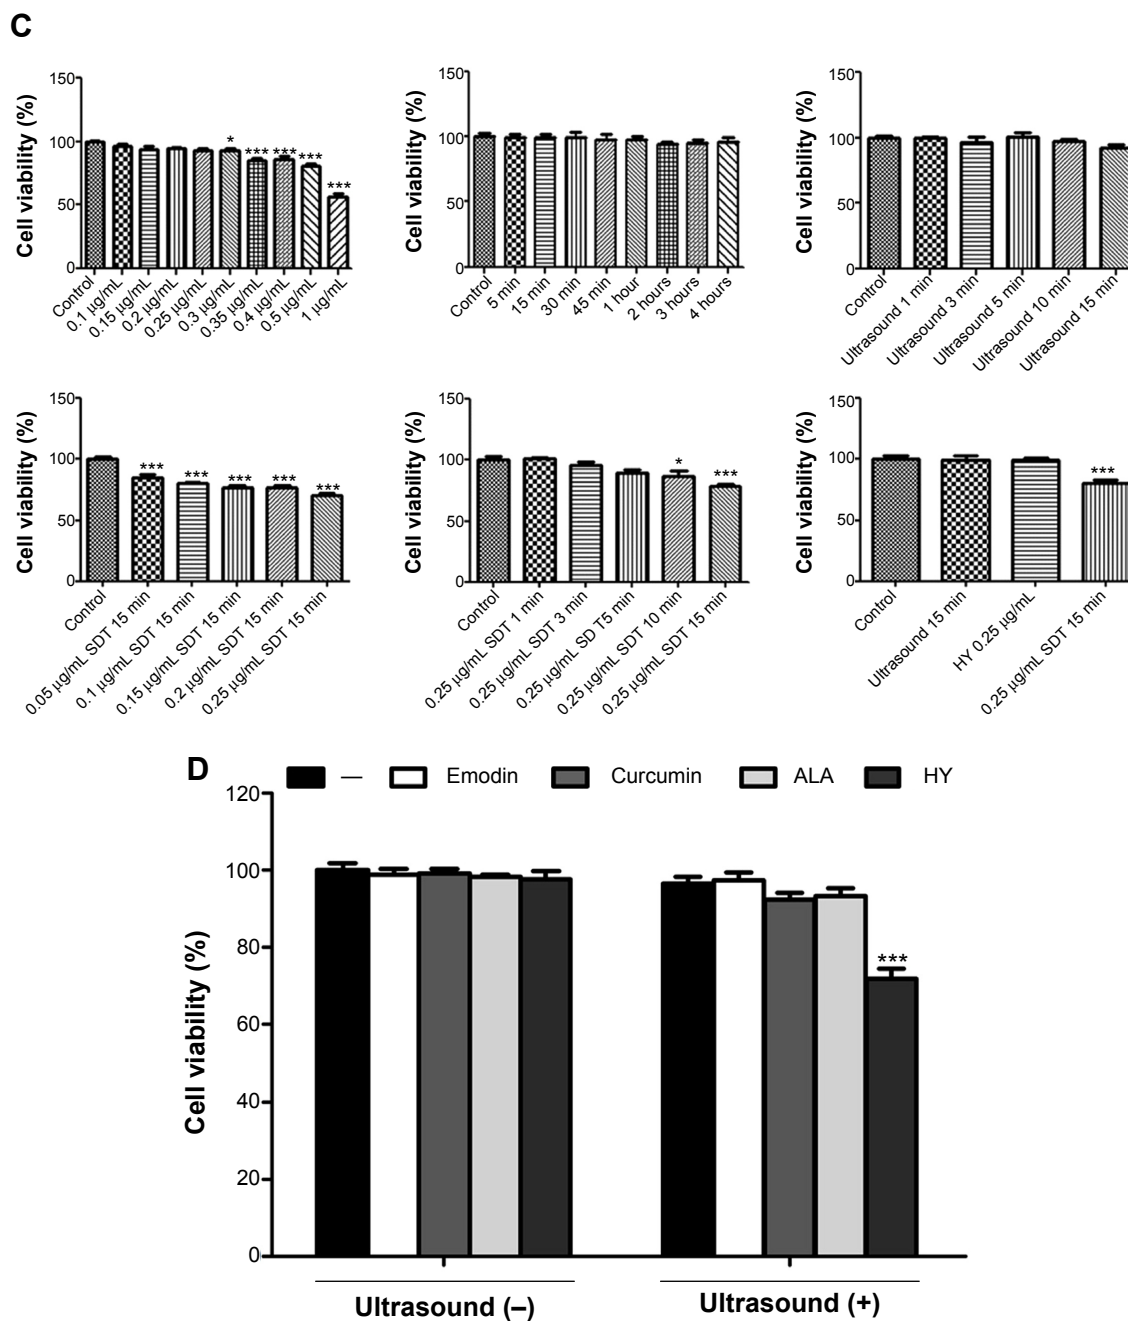 C
Cell viability (%)
150
100
50
0
* *** *** *** ***
Control
0.1 µg/mL
0.15 µg/mL
0.2 µg/mL
0.25 µg/mL
0.3 µg/mL
0.35 µg/mL
0.4 µg/mL
0.5 µg/mL
1 µg/mL
Cell viability (%)
150
100
50
0
Control
5 min
15 min
30 min
45 min
1 hour
2 hours
3 hours
4 hours
Cell viability (%)
150
100
50
0
Control
Ultrasound 1 min
Ultrasound 3 min
Ultrasound 5 min
Ultrasound 10 min
Ultrasound 15 min
Cell viability (%)
150
100
50
0
*** *** *** *** ***
Control
0.05 µg/mL SDT 15 min
0.1 µg/mL SDT 15 min
0.15 µg/mL SDT 15 min
0.2 µg/mL SDT 15 min
0.25 µg/mL SDT 15 min
Cell viability (%)
150
100
50
0
* ***
Control
0.25 µg/mL SDT 1 min
0.25 µg/mL SDT 3 min
0.25 µg/mL SD T5 min
0.25 µg/mL SDT 10 min
0.25 µg/mL SDT 15 min
Cell viability (%)
150
100
50
0
***
Control
Ultrasound 15 min
HY 0.25 µg/mL
0.25 µg/mL SDT 15 min
D
— Emodin Curcumin ALA HY
Cell viability (%)
120
100
80
60
40
20
0
***
Ultrasound (–) Ultrasound (+)